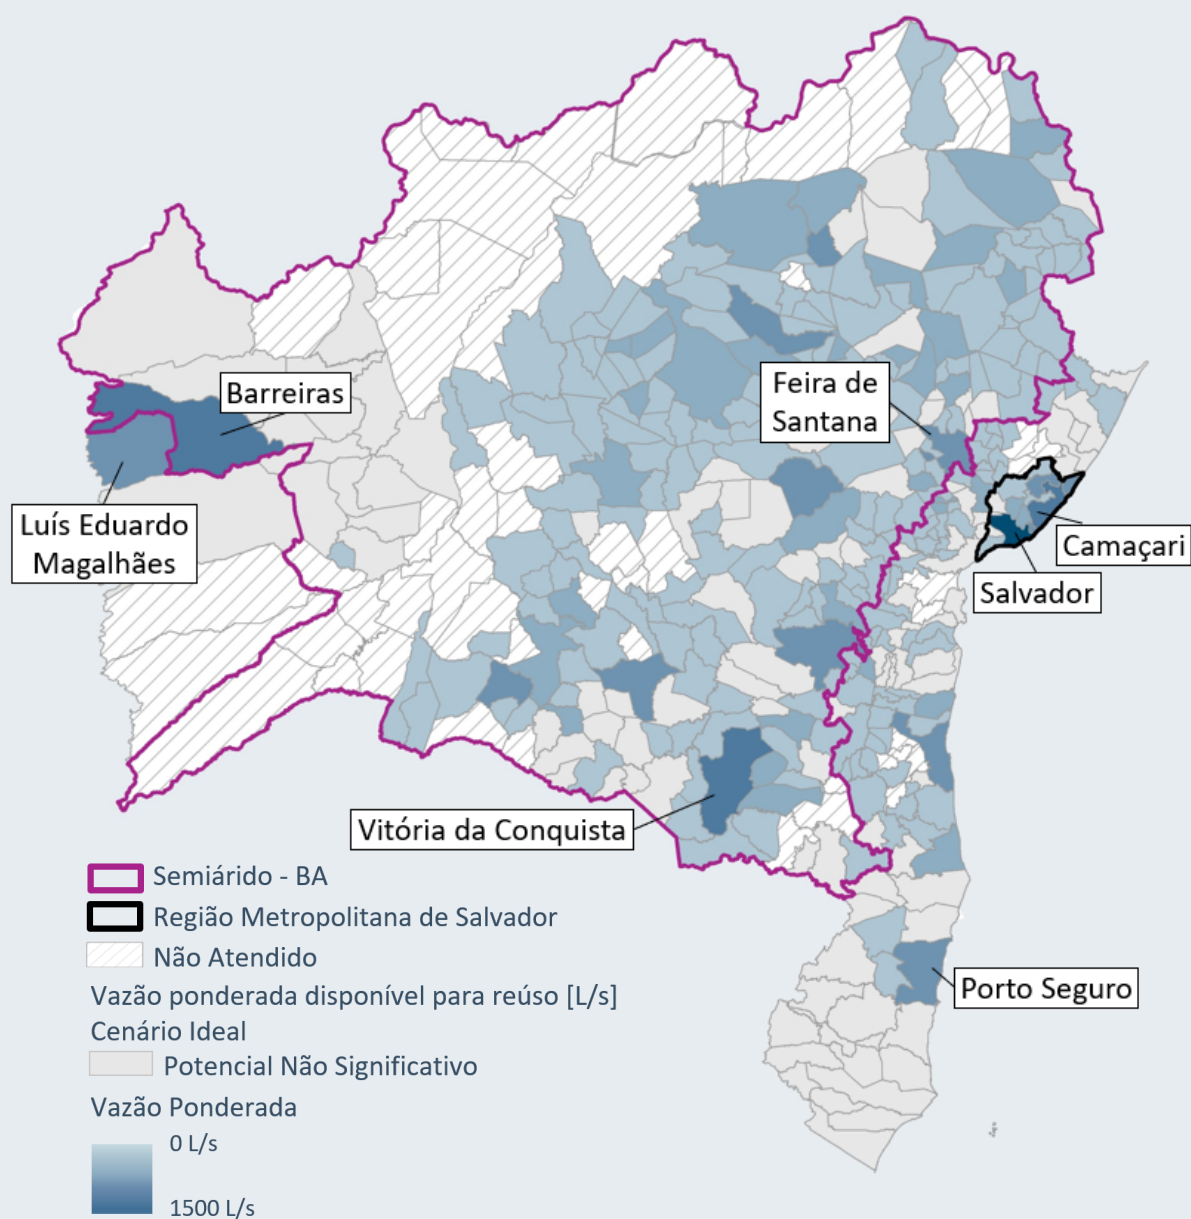 Barreiras
Feira de
Santana
Luís Eduardo
Magalhães
Camaçari
Salvador
Vitória da Conquista
Porto Seguro
Semiárido - BA
Região Metropolitana de Salvador
Não Atendido
Vazão ponderada disponível para reúso [L/s]
Cenário Ideal
Potencial Não Significativo
Vazão Ponderada
0 L/s
1500 L/s